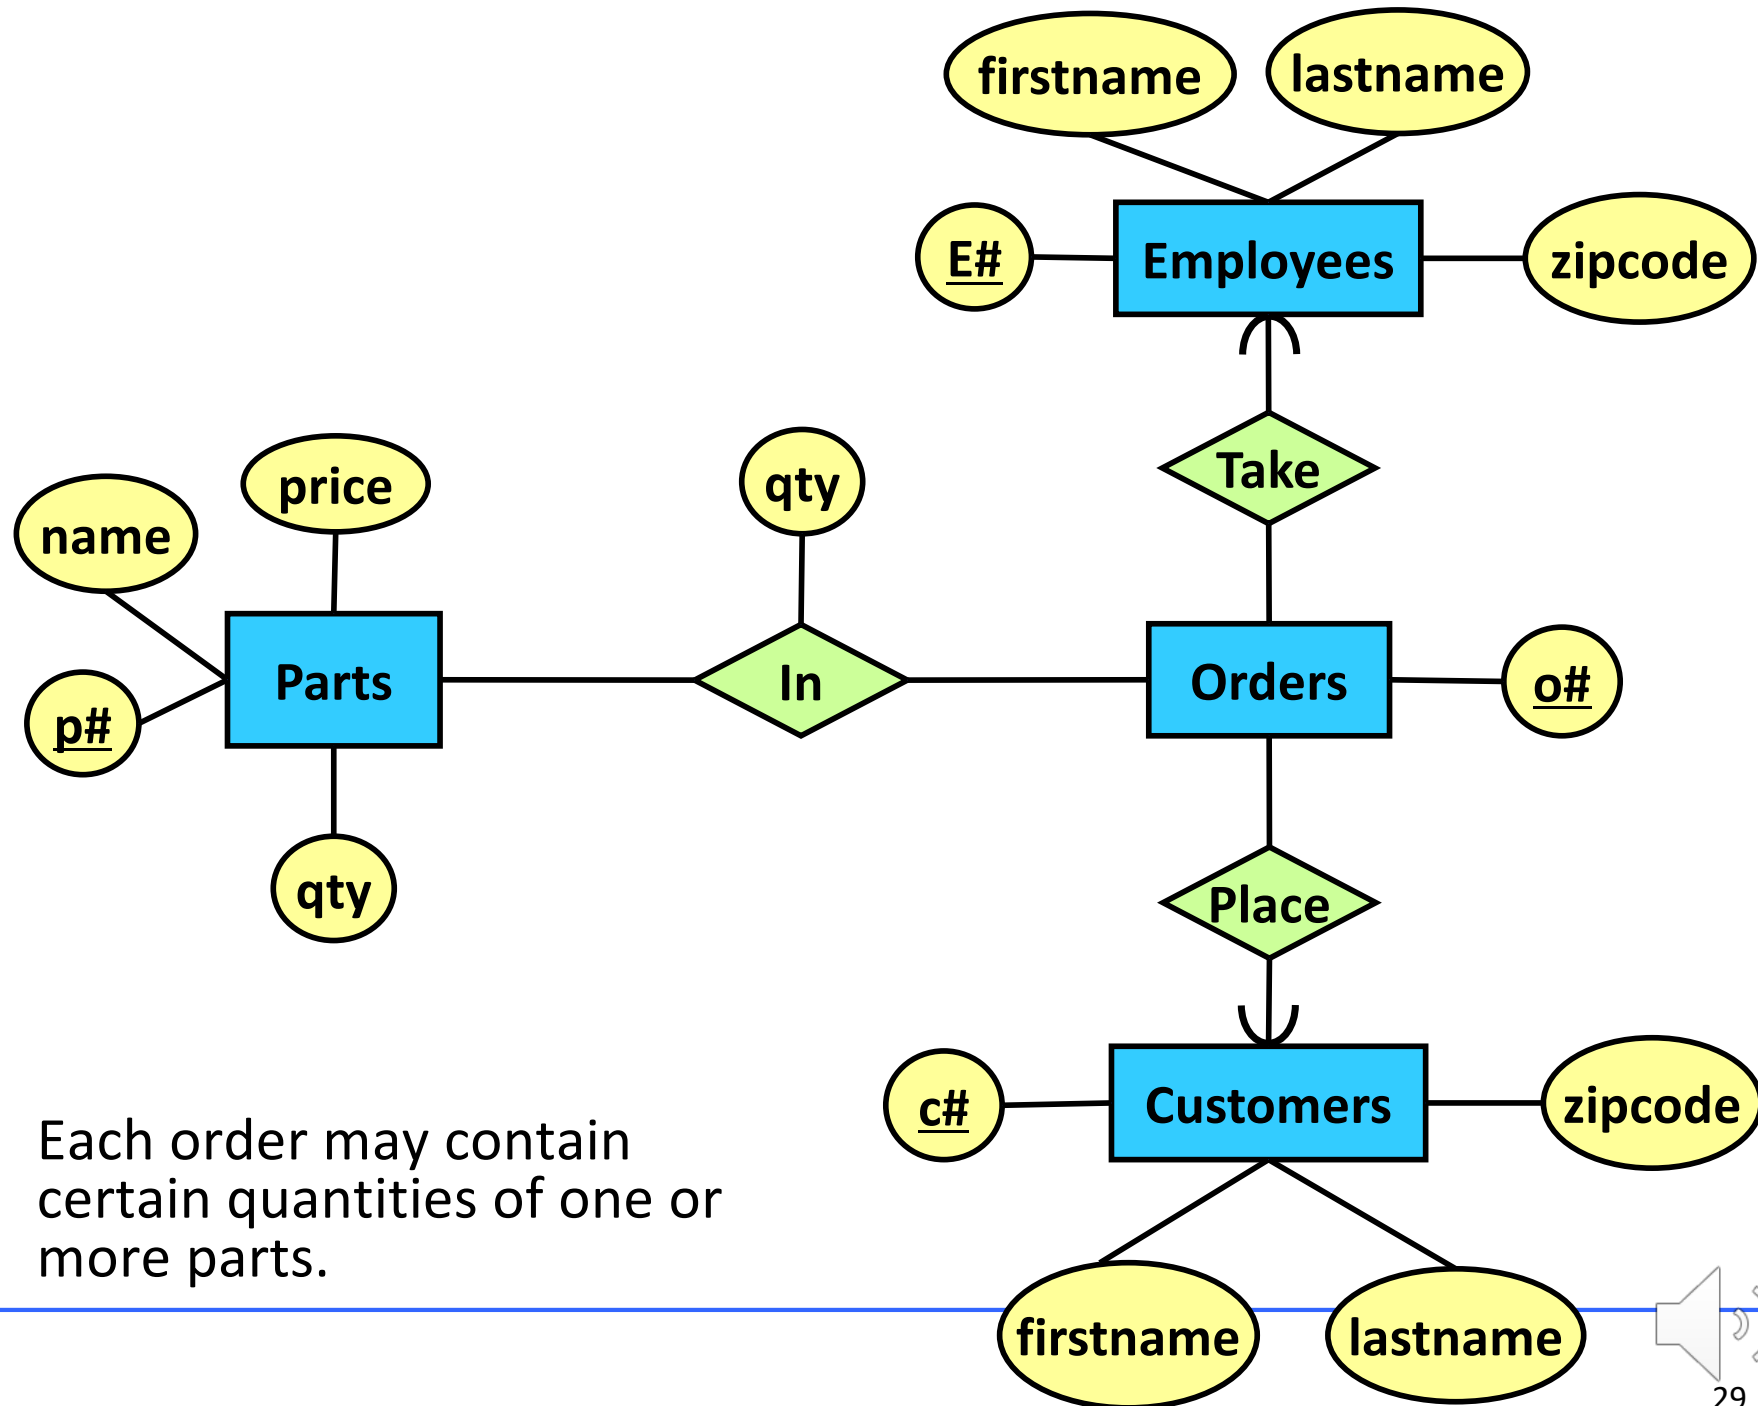 firstname
lastname
E#
Employees
zipcode
Take
name
price
qty
p#
Parts
In
Orders
o#
qty
Place
c#
Customers
zipcode
Each order may contain
certain quantities of one or
more parts.
firstname
lastname
29